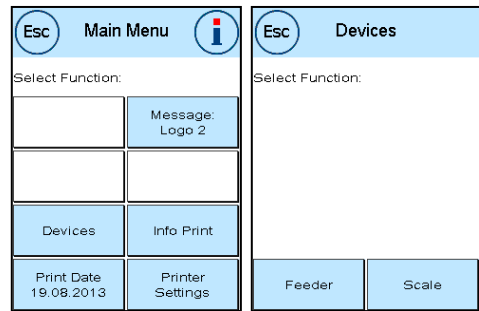 Esc Main Menu i
Select Function:
Message:
Logo 2
Devices Info Print
Print Date
19.08.2013
Printer
Settings
Esc Devices
Select Function:
Feeder Scale